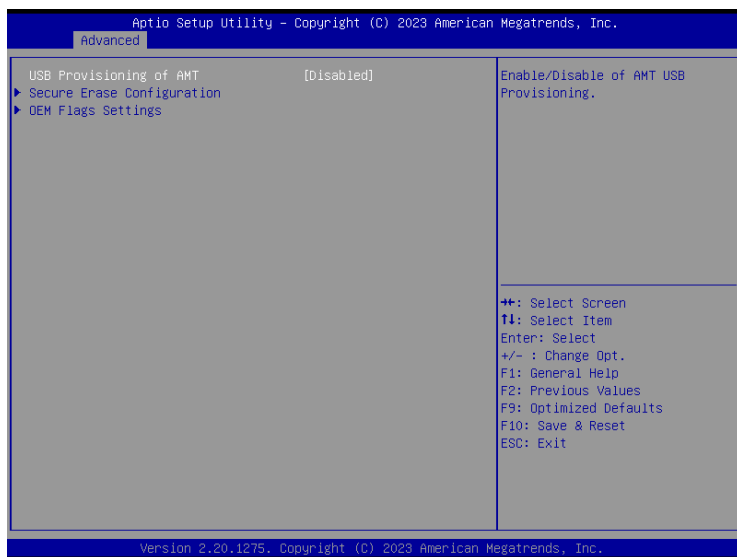 Aptio Setup Utility – Copyright (C) 2023 American Megatrends, Inc.
Advanced
USB Provisioning of AMT [Disabled]
Secure Erase Configuration
OEM Flags Settings
Enable/Disable of AMT USB
Provisioning.
→←: Select Screen
↑↓: Select Item
Enter: Select
+/- : Change Opt.
F1: General Help
F2: Previous Values
F9: Optimized Defaults
F10: Save & Reset
ESC: Exit
Version 2.20.1275. Copyright (C) 2023 American Megatrends, Inc.